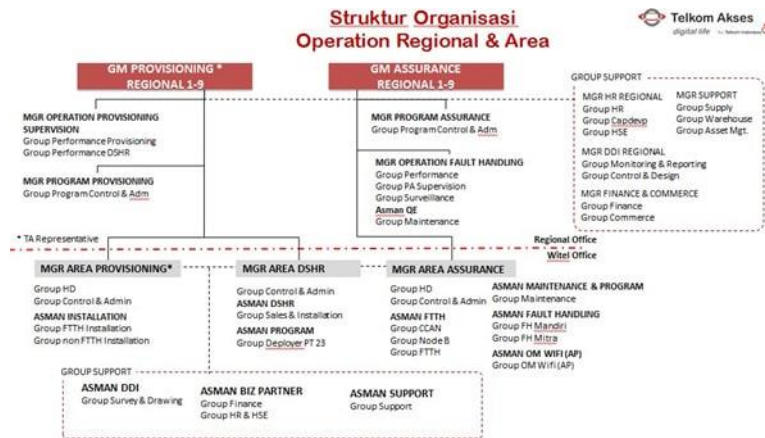 Struktur Organisasi
Operation Regional & Area
Telkom Akses
digital life
by Telkom Indonesia
GM PROVISIONING *
REGIONAL 1-9
GM ASSURANCE
REGIONAL 1-9
MGR OPERATION PROVISIONING
SUPERVISION
Group Performance Provisioning
Group Performance DSHR
MGR PROGRAM PROVISIONING
Group Program Control & Adm
MGR PROGRAM ASSURANCE
Group Program Control & Adm
MGR OPERATION FAULT HANDLING
Group Performance
Group PA Supervision
Group Surveillance
Asman QE
Group Maintenance
GROUP SUPPORT
MGR HR REGIONAL
Group HR
Group Capdevp
Group HSE
MGR DDI REGIONAL
Group Monitoring & Reporting
Group Control & Design
MGR FINANCE & COMMERCE
Group Finance
Group Commerce
MGR SUPPORT
Group Supply
Group Warehouse
Group Asset Mgt.
* TA Representative
Regional Office
Witel Office
MGR AREA PROVISIONING*
Group HD
Group Control & Admin
ASMAN INSTALLATION
Group FTTH Installation
Group non FTTH Installation
MGR AREA DSHR
Group Control & Admin
ASMAN DSHR
Group Sales & Installation
ASMAN PROGRAM
Group Deployer PT 23
MGR AREA ASSURANCE
Group HD
Group Control & Admin
ASMAN FTTH
Group CCAN
Group Node B
Group FTTH
ASMAN MAINTENANCE & PROGRAM
Group Maintenance
ASMAN FAULT HANDLING
Group FH Mandiri
Group FH Mitra
ASMAN OM WIFI (AP)
Group OM Wifi (AP)
GROUP SUPPORT
ASMAN DDI
Group Survey & Drawing
ASMAN BIZ PARTNER
Group Finance
Group HR & HSE
ASMAN SUPPORT
Group Support